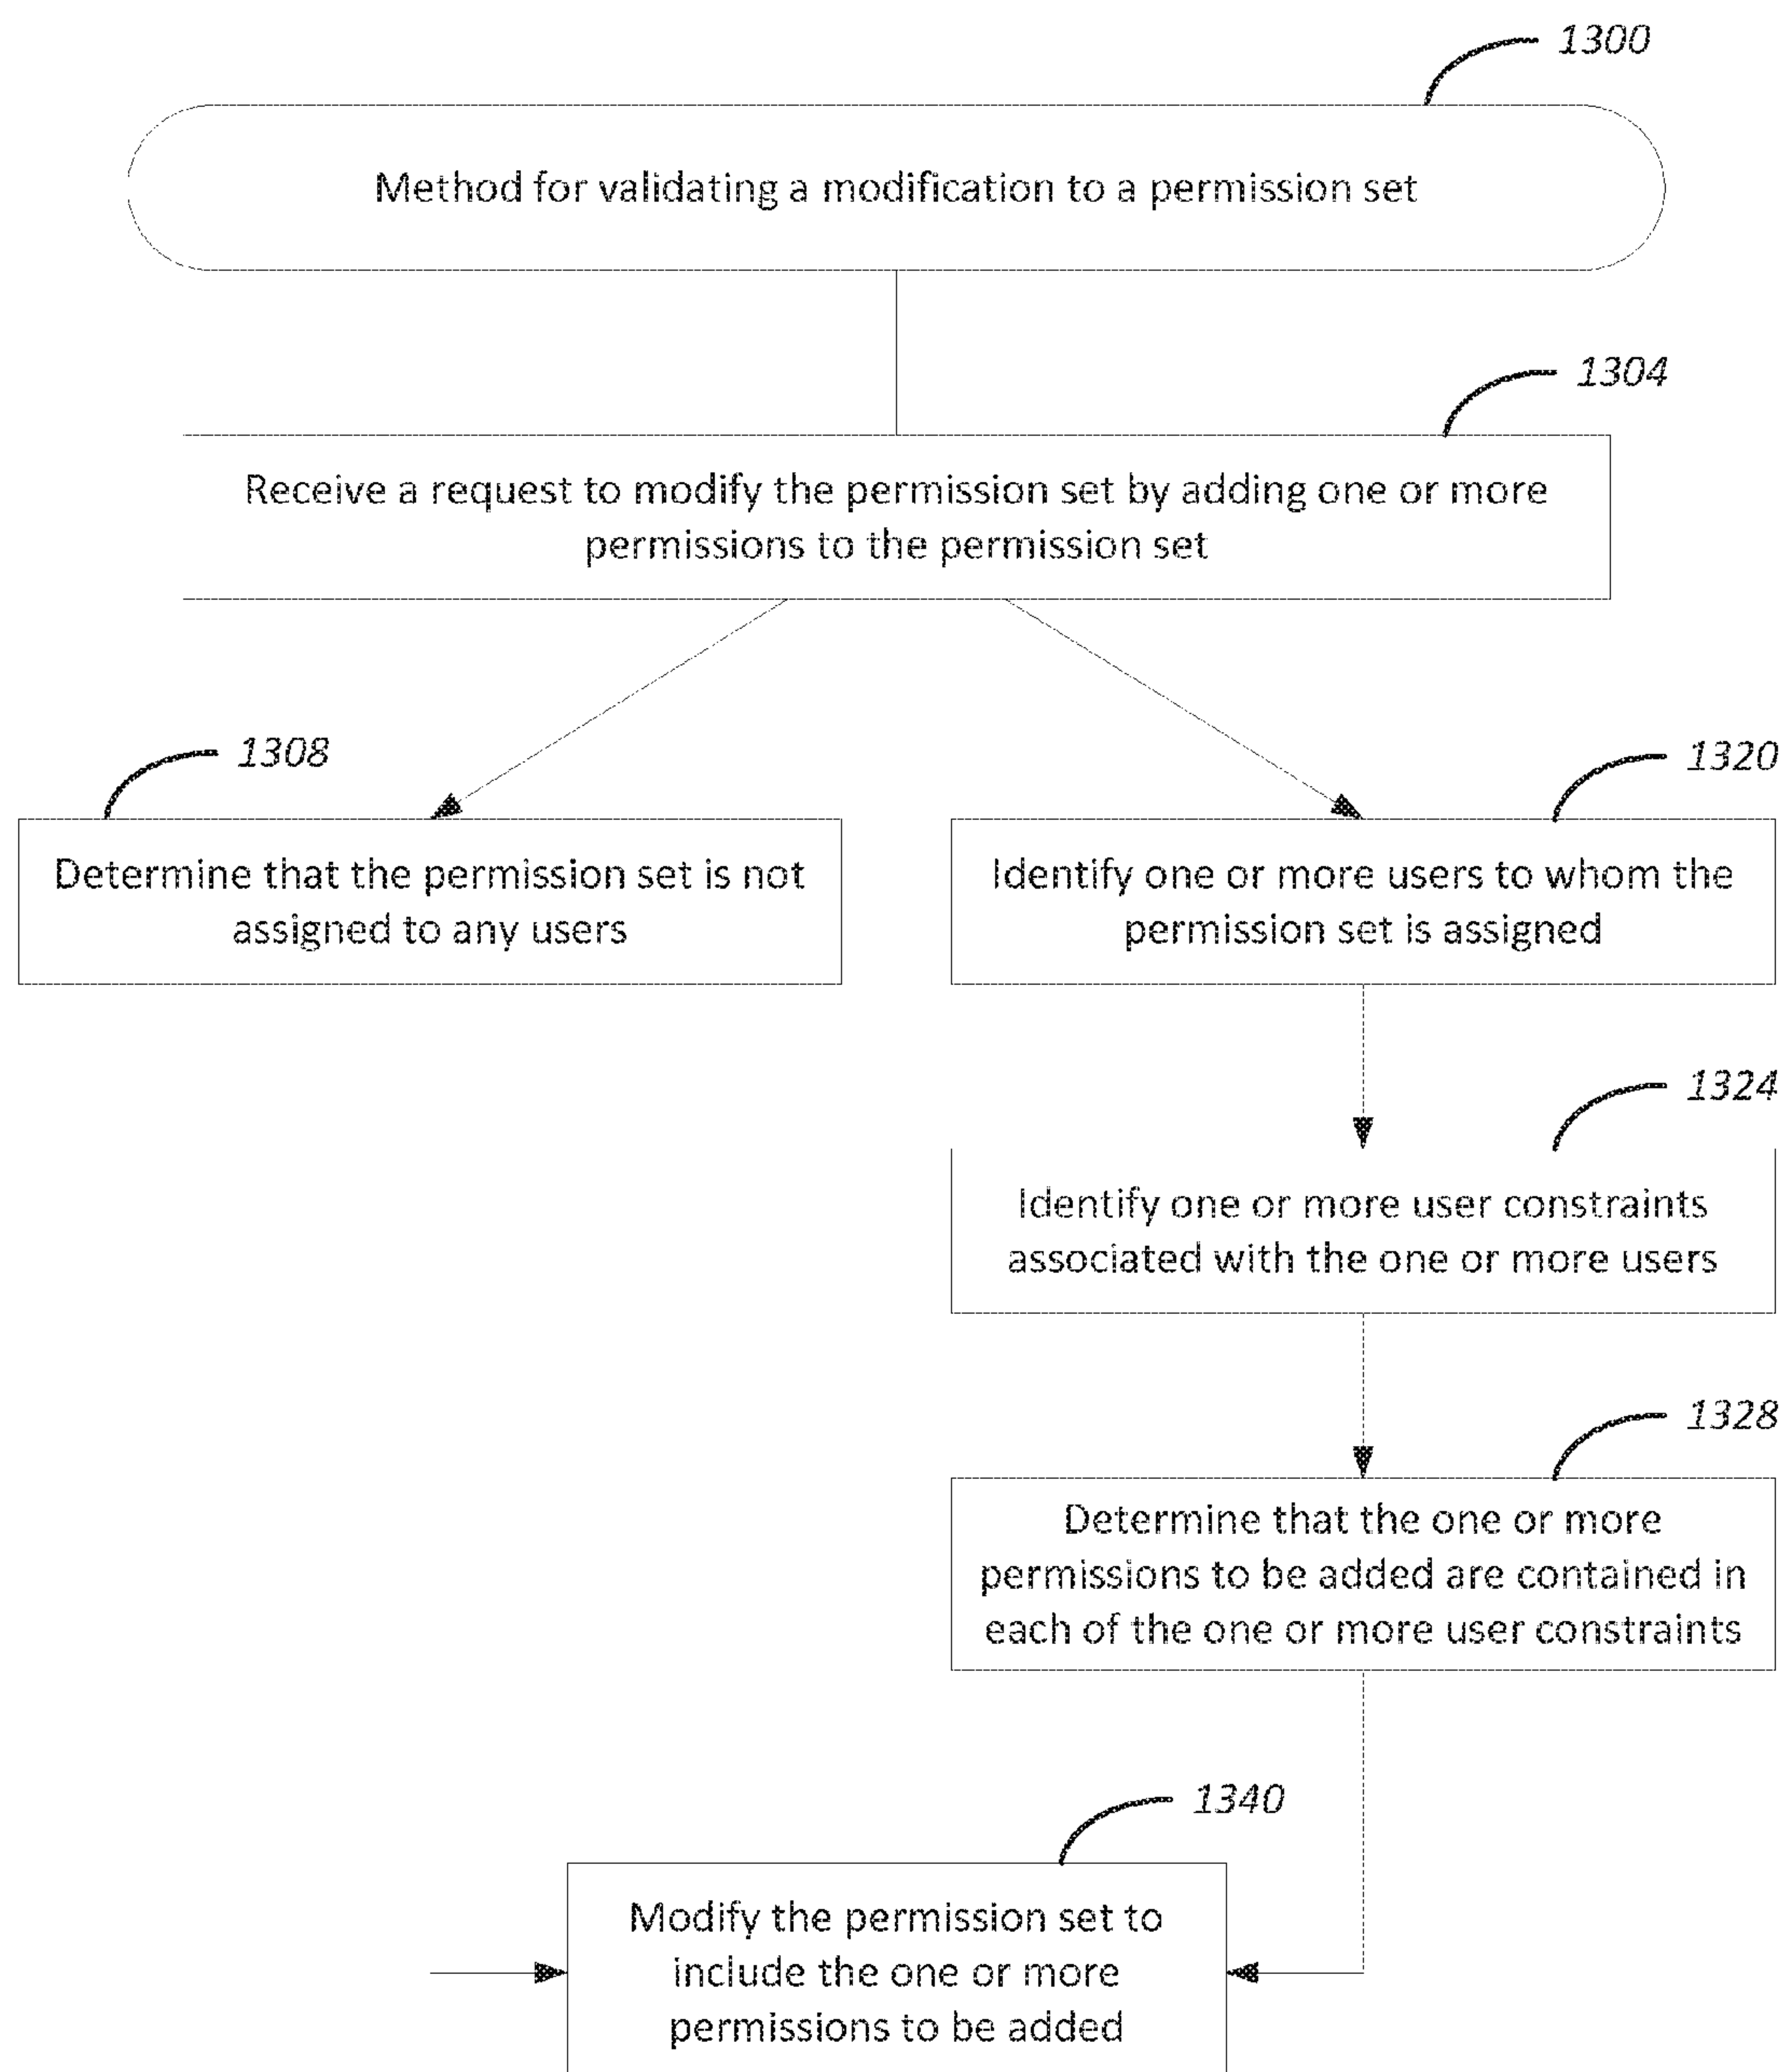 1300
Method for validating a modification to a permission set
1304
Receive a request to modify the permission set by adding one or more
permissions to the permission set
1308
Determine that the permission set is not
assigned to any users
1320
Identify one or more users to whom the
permission set is assigned
1324
Identify one or more user constraints
associated with the one or more users
1328
Determine that the one or more
permissions to be added are contained in
each of the one or more user constraints
1340
Modify the permission set to
include the one or more
permissions to be added